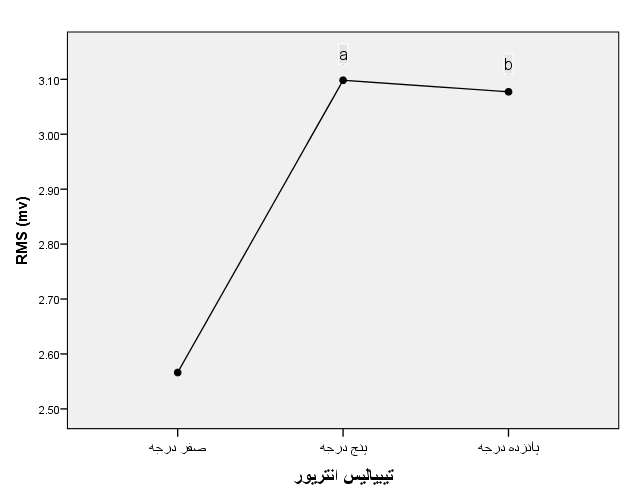 a
b
3.10
3.00
2.90
2.80
2.70
2.60
2.50
RMS (mv)
صفر درجه
پنج درجه
پانزده درجه
تیبیالیس انتریور